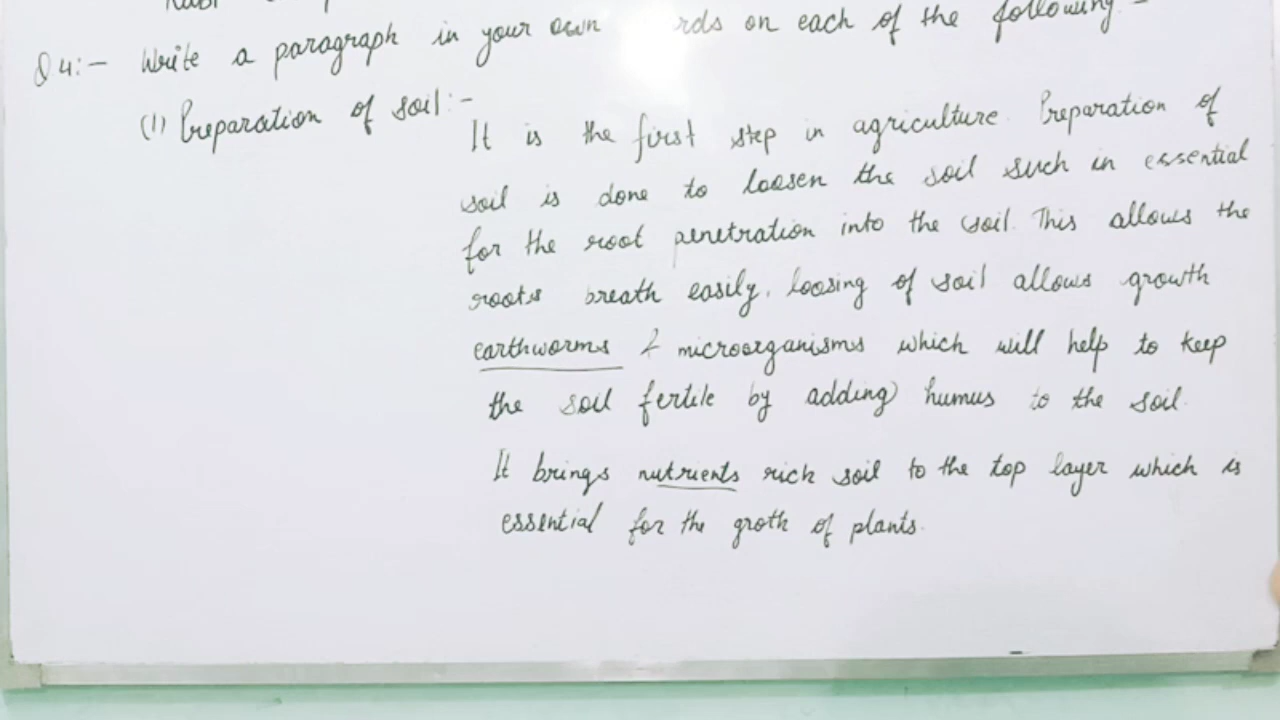 Q4:- Write a paragraph in your own rds on each of the following:-
(1) Preparation of soil:-
It is the first step in agriculture. Preparation of
soil is done to loosen the soil such in essential
for the root penetration into the soil. This allows the
roots breath easily. loosing of soil allows growth
earthworms & microorganisms which will help to keep
the soil fertile by adding humus to the soil.
It brings nutrients rich soil to the top layer which is
essential for the groth of plants.